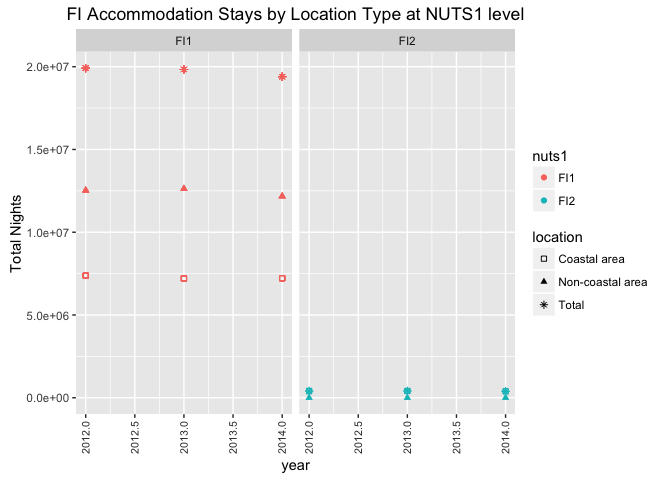 FI Accommodation Stays by Location Type at NUTS1 level
FI1
FI2
2.0e+07
1.5e+07
1.0e+07
5.0e+06
0.0e+00
Total Nights
2012.0
2012.5
2013.0
2013.5
2014.0
2012.0
2012.5
2013.0
2013.5
2014.0
year
nuts1
FI1
FI2
location
Coastal area
Non-coastal area
Total